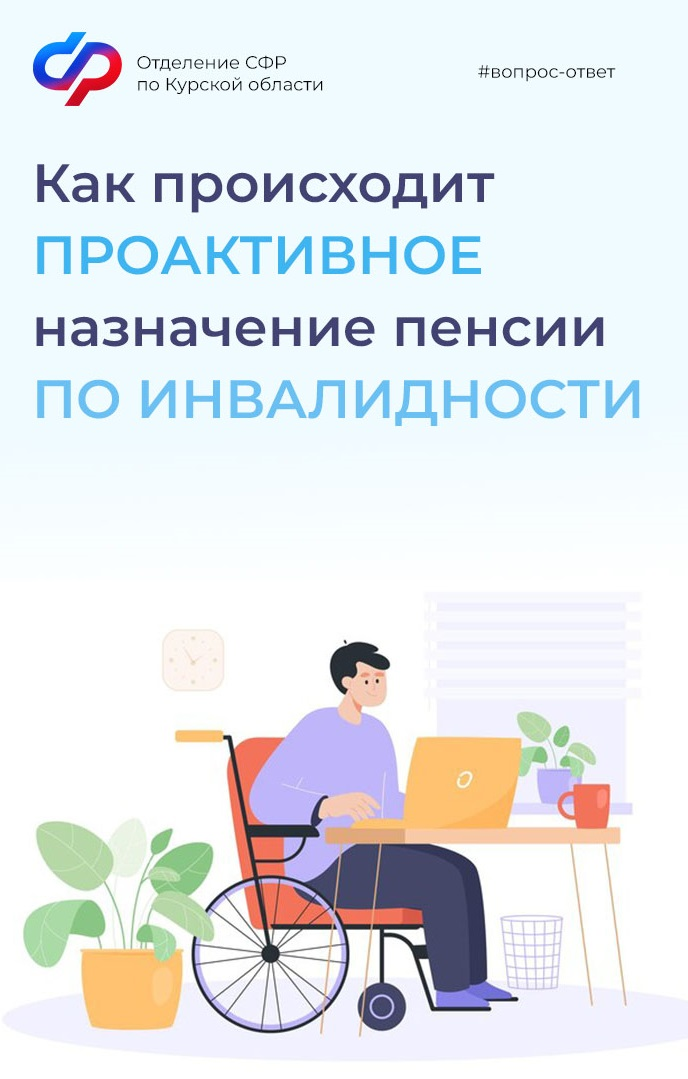 Отделение СФР
по Курской области
#вопрос-ответ
Как происходит
ПРОАКТИВНОЕ
назначение пенсии
ПО ИНВАЛИДНОСТИ